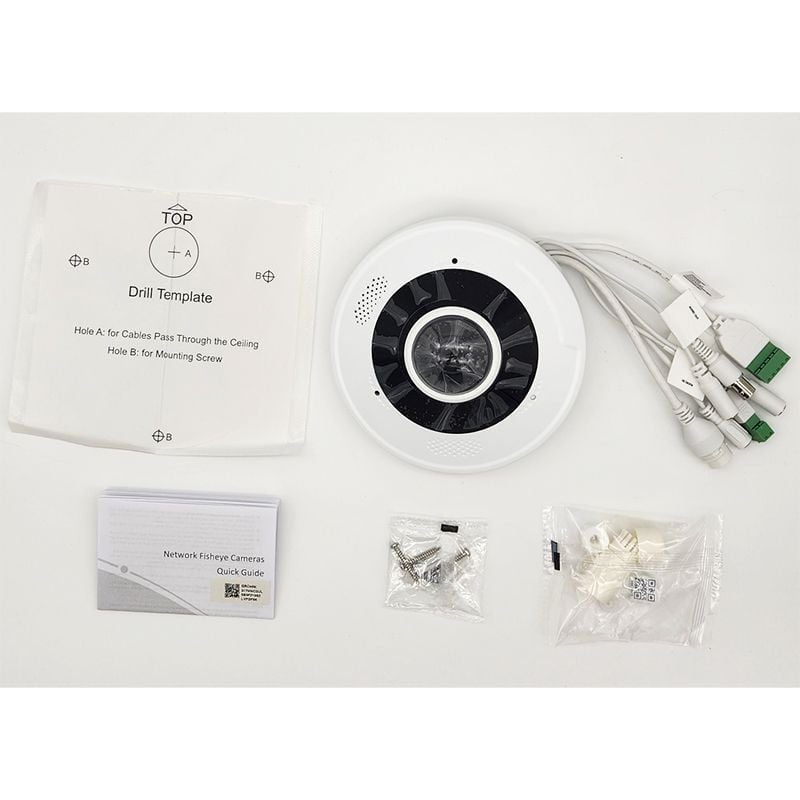 TOP
A
B
B
Drill Template
Hole A: for Cables Pass Through the Ceiling
Hole B: for Mounting Screw
B
Network Fisheye Cameras
Quick Guide